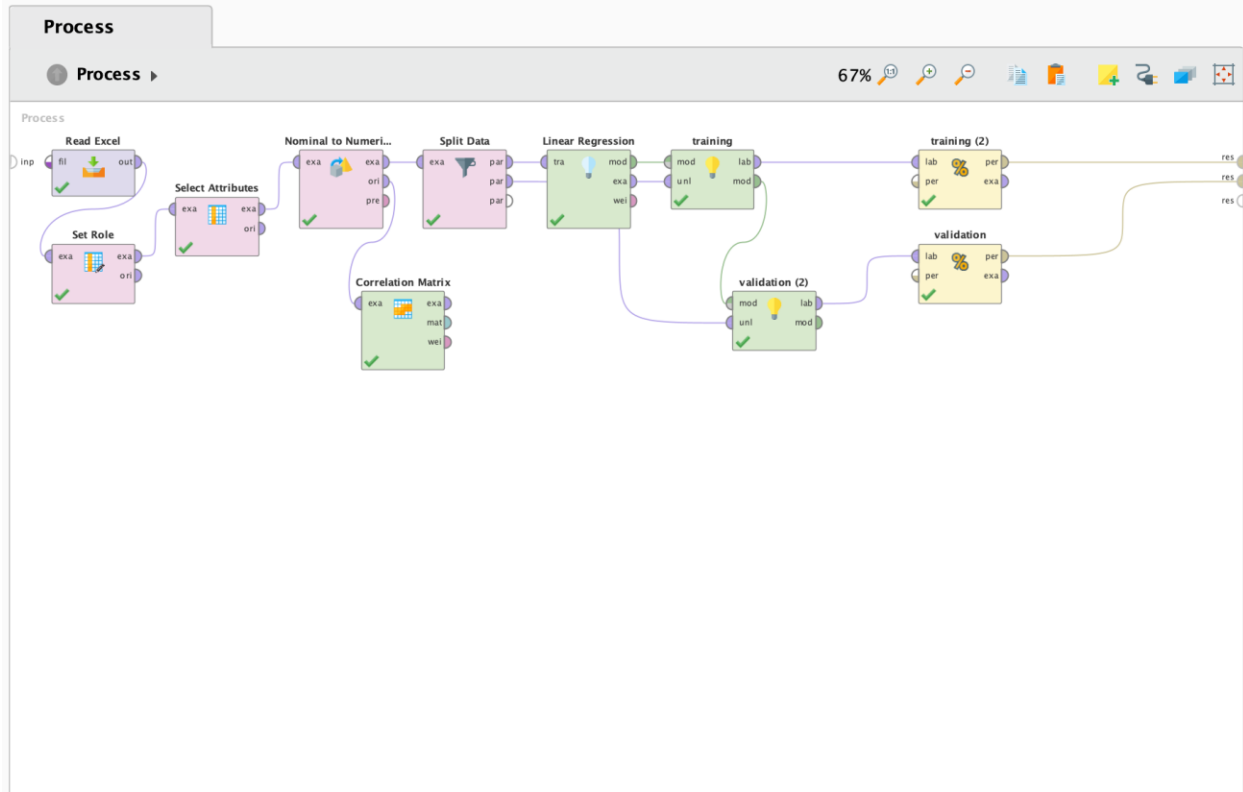 Process
Process
67%
Process
Read Excel
Nominal to Numeri...
Split Data
Linear Regression
training
training (2)
inp
fil
out
exa
exa
exa
par
tra
mod
mod
lab
lab
per
res
ori
par
exa
unl
mod
per
exa
res
pre
par
wei
res
Select Attributes
exa
exa
ori
Set Role
exa
exa
ori
validation
lab
per
per
exa
Correlation Matrix
exa
exa
mat
wei
validation (2)
mod
lab
unl
mod